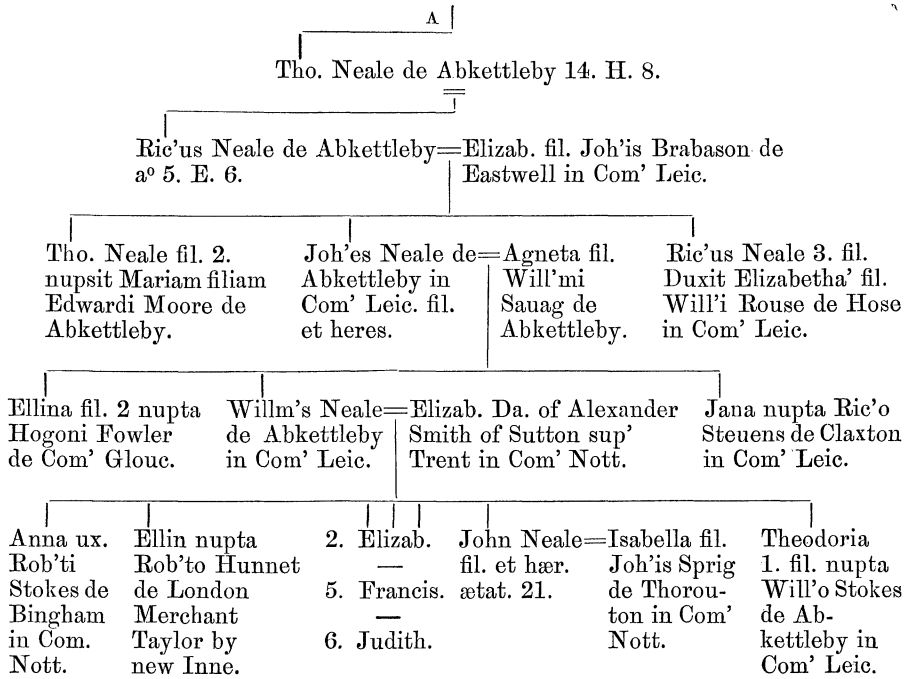 A
Tho. Neale de Abkettleby 14. H. 8.
Ric'us Neale de Abkettleby=Elizab. fil. Joh'is Brabason de
aº 5. E. 6.
Eastwell in Com' Leic.
Tho. Neale fil. 2.
nupsit Mariam filiam
Edwardi Moore de
Abkettleby.
Joh'es Neale de=Agneta fil.
Abkettleby in
Com' Leic. fil.
et heres.
Will'mi
Sauag de
Abkettleby.
Ric'us Neale 3. fil.
Duxit Elizabetha' fil.
Will'i Rouse de Hose
in Com' Leic.
Ellina fil. 2 nupta
Hogoni Fowler
de Com' Glouc.
Willm's Neale=Elizab. Da. of Alexander
de Abkettleby
in Com' Leic.
Smith of Sutton sup'
Trent in Com' Nott.
Jana nupta Ric'o
Steuens de Claxton
in Com' Leic.
Anna ux.
Rob'ti
Stokes de
Bingham
in Com.
Nott.
Ellin nupta
Rob'to Hunnet
de London
Merchant
Taylor by
new Inne.
2. Elizab.
—
5. Francis.
—
6. Judith.
John Neale=Isabella fil.
fil. et hær.
ætat. 21.
Joh'is Sprig
de Thorou-
ton in Com'
Nott.
Theodoria
1. fil. nupta
Will'o Stokes
de Ab-
kettleby in
Com' Leic.